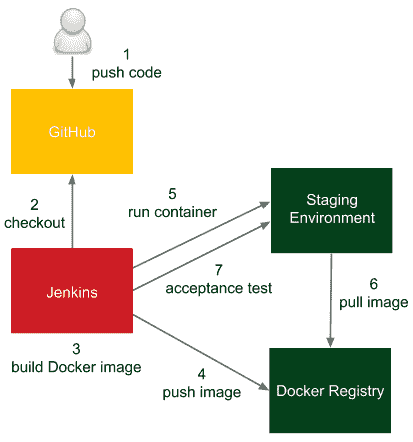 1
push code
GitHub
2
checkout
5
run container
Staging
Environment
7
acceptance test
6
pull image
Jenkins
3
build Docker image
4
push image
Docker Registry